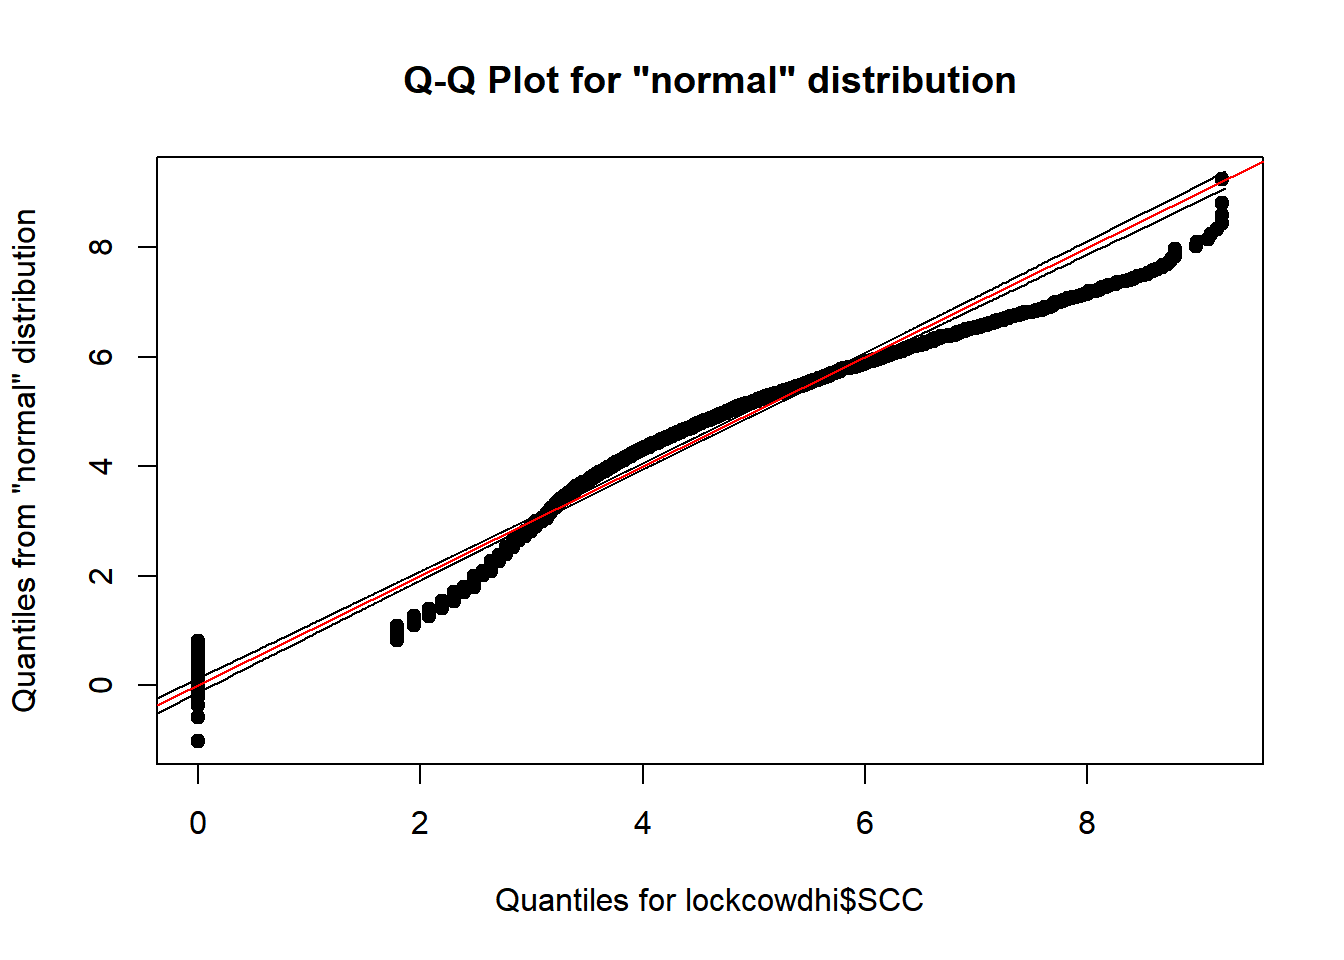 Q-Q Plot for "normal" distribution
Quantiles from "normal" distribution
8
6
4
2
0
0 2 4 6 8
Quantiles for lockcowdhi$SCC